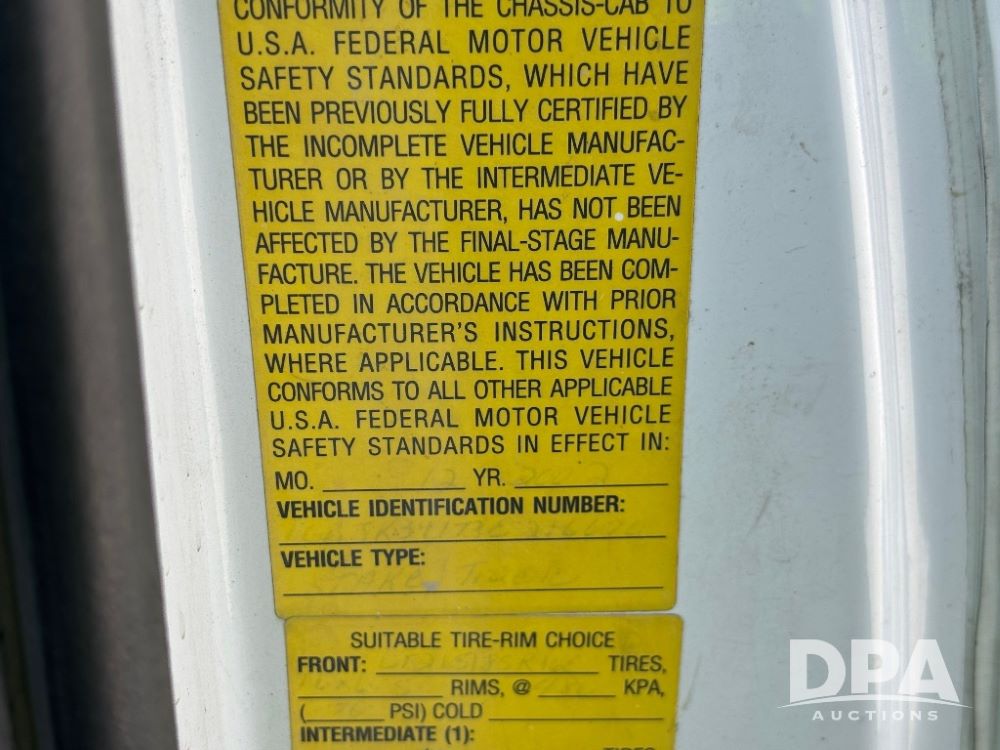 CONFORMITY OF THE CHASSIS-CAB TO
U.S.A. FEDERAL MOTOR VEHICLE
SAFETY STANDARDS, WHICH HAVE
BEEN PREVIOUSLY FULLY CERTIFIED BY
THE INCOMPLETE VEHICLE MANUFAC-
TURER OR BY THE INTERMEDIATE VE-
HICLE MANUFACTURER, HAS NOT BEEN
AFFECTED BY THE FINAL-STAGE MANU-
FACTURE. THE VEHICLE HAS BEEN COM-
PLETED IN ACCORDANCE WITH PRIOR
MANUFACTURER'S INSTRUCTIONS,
WHERE APPLICABLE. THIS VEHICLE
CONFORMS TO ALL OTHER APPLICABLE
U.S.A. FEDERAL MOTOR VEHICLE
SAFETY STANDARDS IN EFFECT IN:
MO. 12 YR.
VEHICLE IDENTIFICATION NUMBER:
VEHICLE TYPE:
Truck
SUITABLE TIRE-RIM CHOICE
FRONT: TIRES,
RIMS, @ KPA,
( PSI) COLD
INTERMEDIATE (1):
TIRES
DPA
AUCTIONS